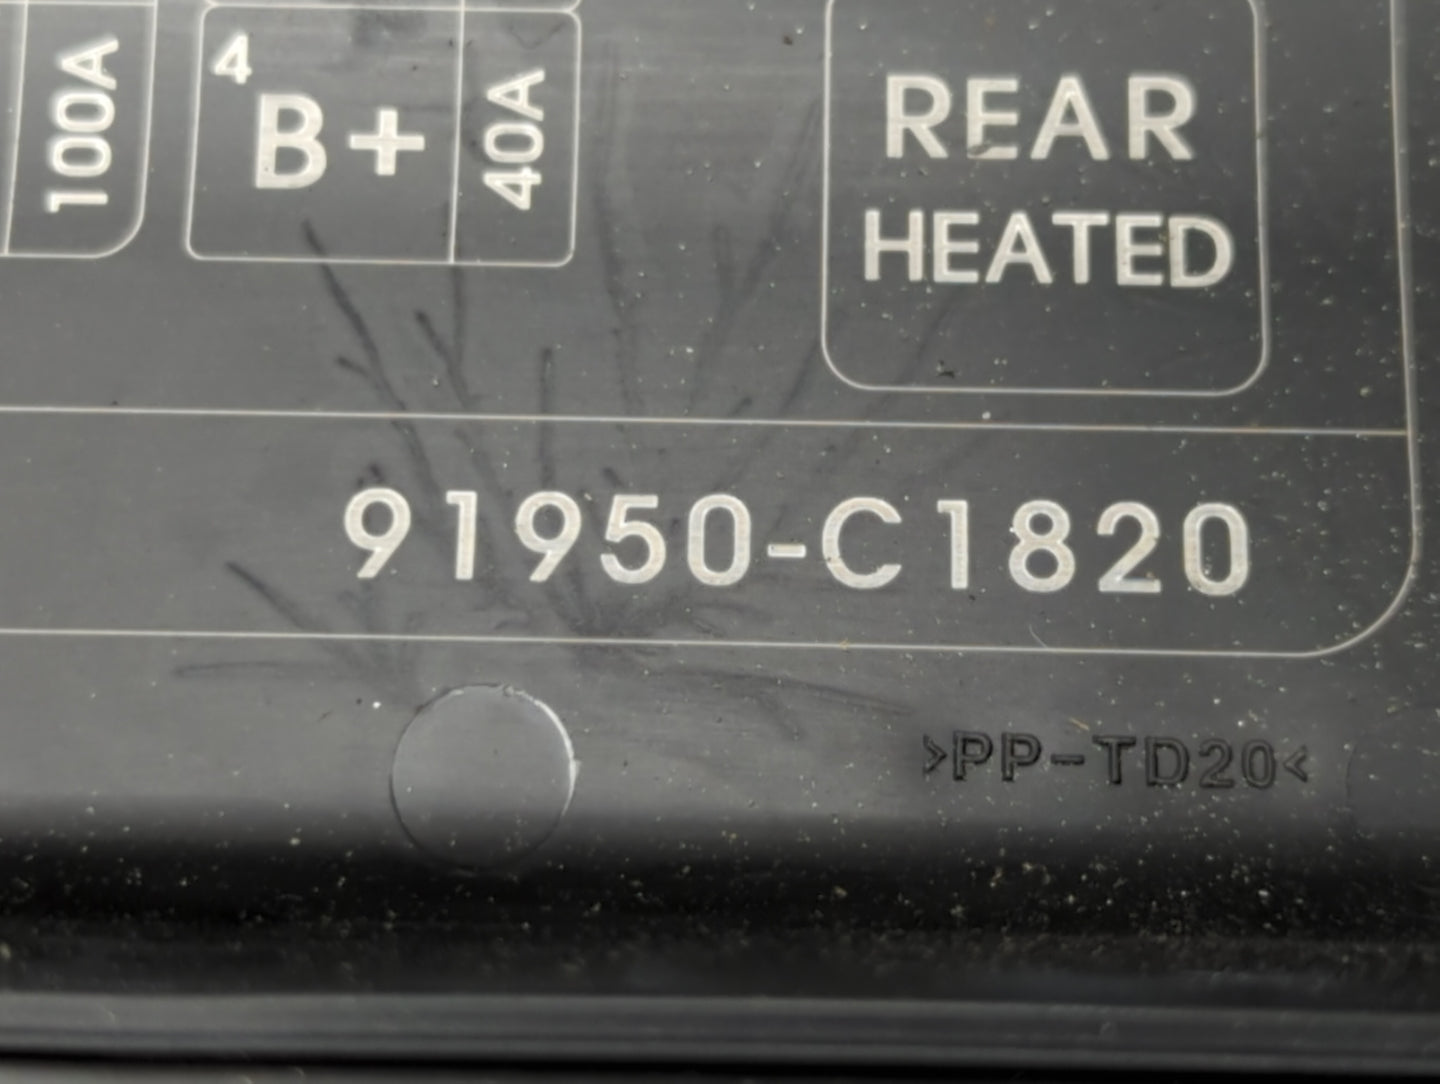 100A
4
B+
40A
REAR
HEATED
91950-C1820
>PP-TD20<